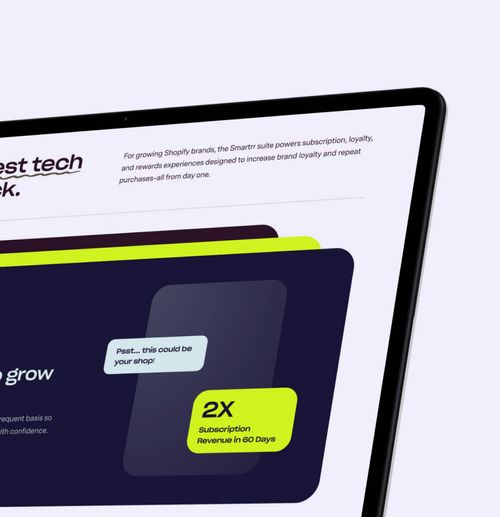 est tech
k.
For growing Shopify brands, the Smartrr suite powers subscription, loyalty,
and rewards experiences designed to increase brand loyalty and repeat
purchases–all from day one.
Psst... this could be
your shop!
grow
2X
Subscription
Revenue in 60 Days
requent basis so
ith confidence.